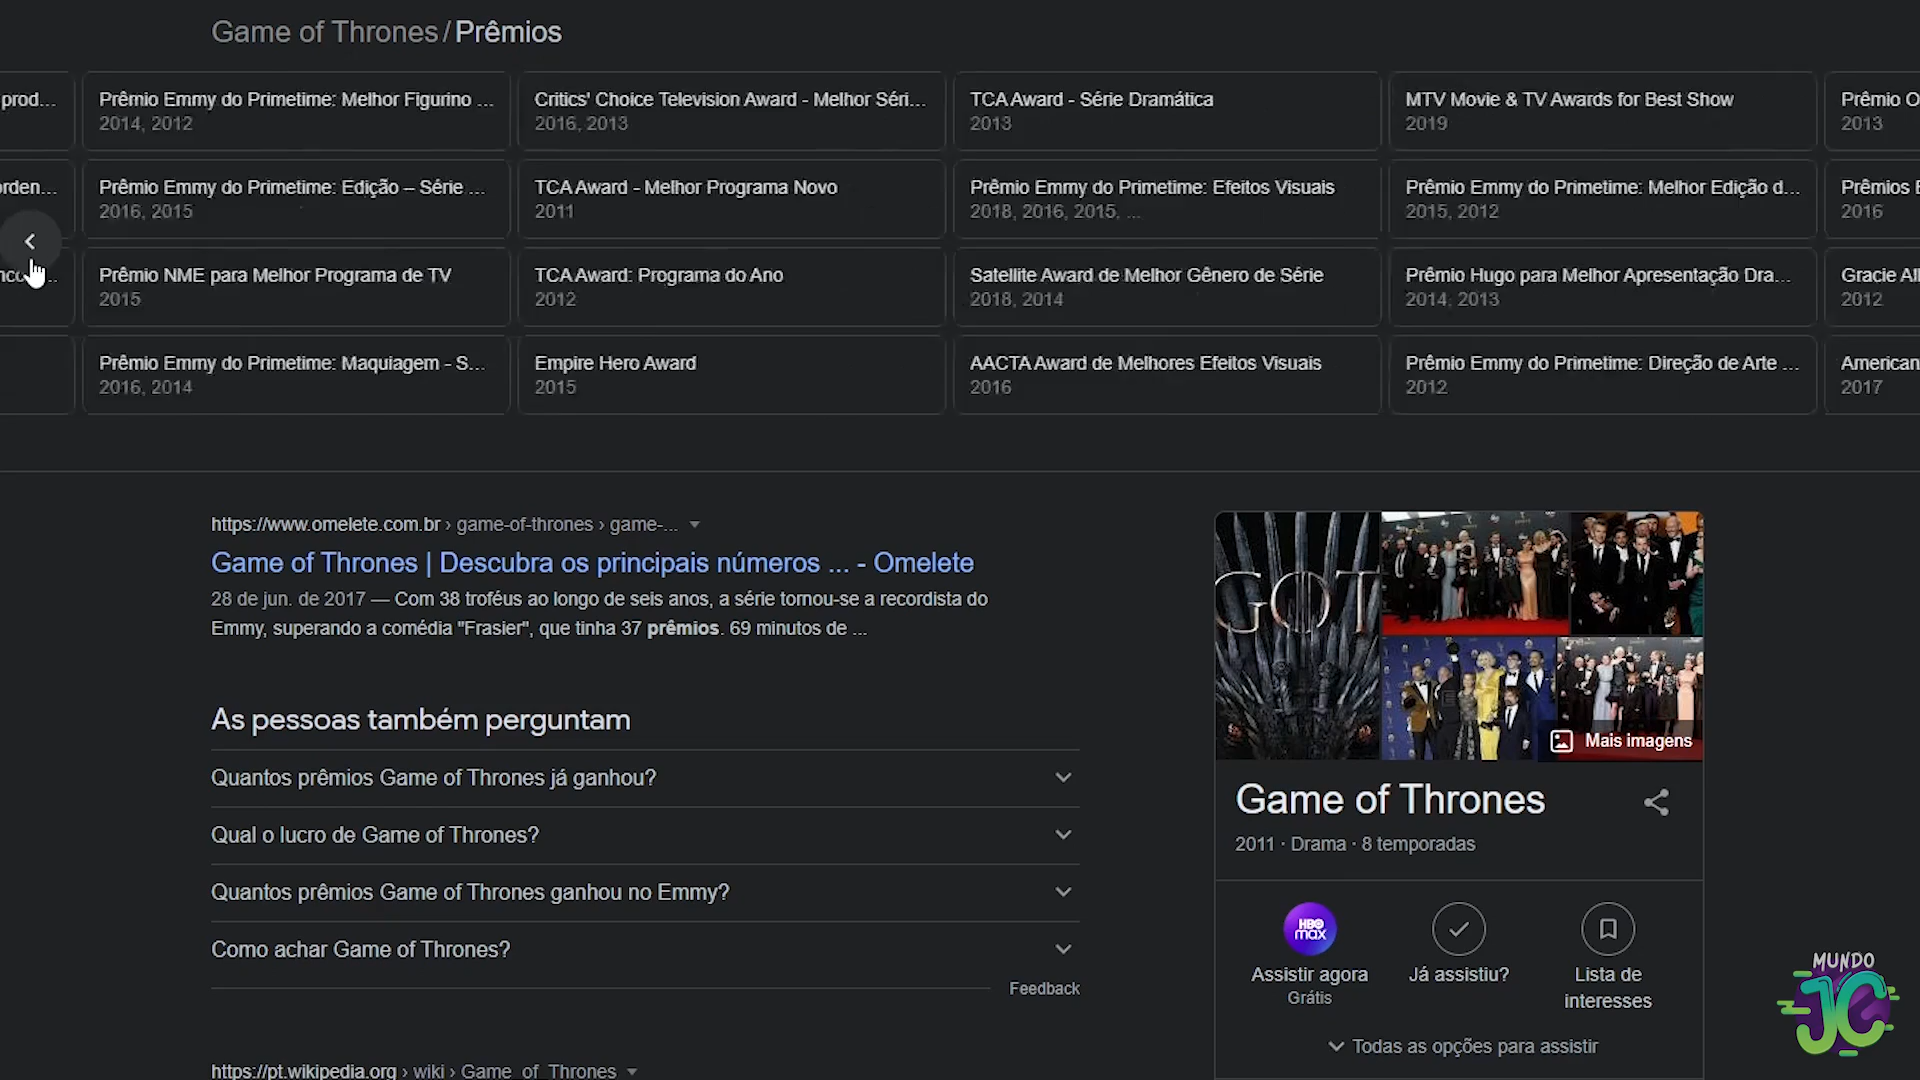 Game of Thrones / Prêmios
prod...
Prêmio Emmy do Primetime: Melhor Figurino ...
2014, 2012
Critics' Choice Television Award - Melhor Séri...
2016, 2013
TCA Award - Série Dramática
2013
MTV Movie & TV Awards for Best Show
2019
Prêmio O
2013
orden...
Prêmio Emmy do Primetime: Edição – Série ...
2016, 2015
TCA Award - Melhor Programa Novo
2011
Prêmio Emmy do Primetime: Efeitos Visuais
2018, 2016, 2015, ...
Prêmio Emmy do Primetime: Melhor Edição d...
2015, 2012
Prêmios E
2016
Prêmio NME para Melhor Programa de TV
2015
TCA Award: Programa do Ano
2012
Satellite Award de Melhor Gênero de Série
2018, 2014
Prêmio Hugo para Melhor Apresentação Dra...
2014, 2013
Gracie All
2012
Prêmio Emmy do Primetime: Maquiagem - S...
2016, 2014
Empire Hero Award
2015
AACTA Award de Melhores Efeitos Visuais
2016
Prêmio Emmy do Primetime: Direção de Arte ...
2012
American
2017
https://www.omelete.com.br › game-of-thrones › game-...
Game of Thrones | Descubra os principais números ... - Omelete
28 de jun. de 2017 — Com 38 troféus ao longo de seis anos, a série tornou-se a recordista do
Emmy, superando a comédia "Frasier", que tinha 37 prêmios. 69 minutos de ...
As pessoas também perguntam
Quantos prêmios Game of Thrones já ganhou?
Qual o lucro de Game of Thrones?
Quantos prêmios Game of Thrones ganhou no Emmy?
Como achar Game of Thrones?
Feedback
https://pt.wikipedia.org › wiki › Game_of_Thrones
GOT
Mais imagens
Game of Thrones
2011 · Drama · 8 temporadas
HBO
max
Assistir agora
Grátis
Já assistiu?
Lista de
interesses
Todas as opções para assistir
MUNDO
JC